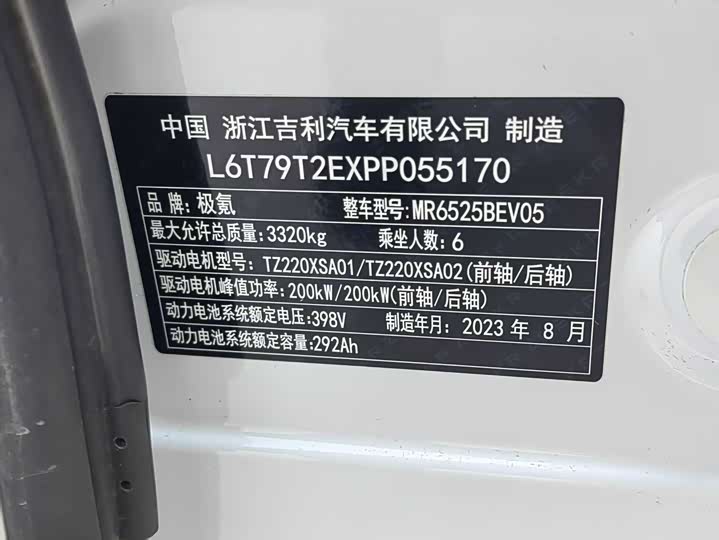 中国 浙江吉利汽车有限公司 制造
L6T79T2EXPP055170
品 牌:极氪 整车型号:MR6525BEV05
最大允许总质量:3320kg 乘坐人数:6
驱动电机型号: TZ220XSA01/TZ220XSA02(前轴/后轴)
驱动电机峰值功率:200kW/200kW(前轴/后轴)
动力电池系统额定电压:398V 制造年月: 2023 年 8 月
动力电池系统额定容量:292Ah